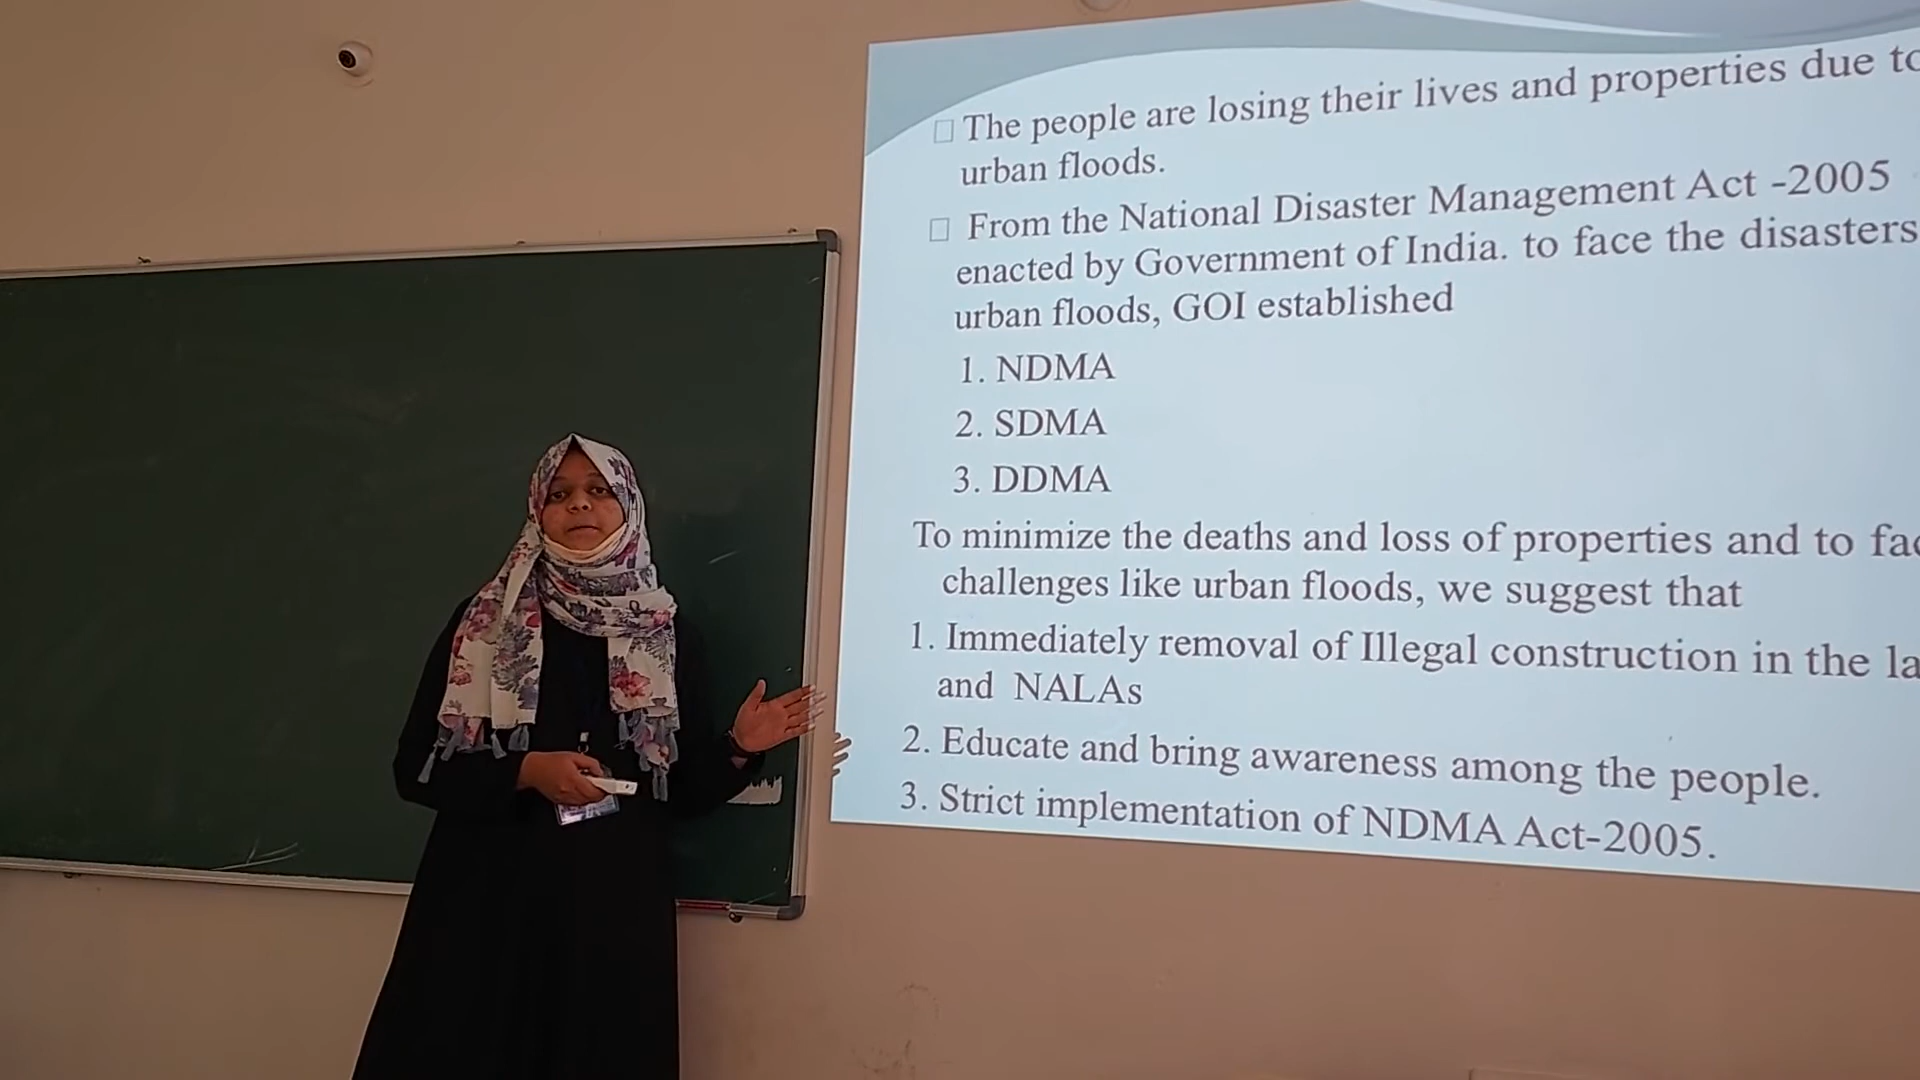 The people are losing their lives and properties due to
urban floods.
From the National Disaster Management Act -2005
enacted by Government of India. to face the disasters
urban floods, GOI established
1. NDMA
2. SDMA
3. DDMA
To minimize the deaths and loss of properties and to
challenges like urban floods, we suggest that
1. Immediately removal of Illegal construction in the
and NALAs
2. Educate and bring awareness among the people.
3. Strict implementation of NDMA Act-2005.